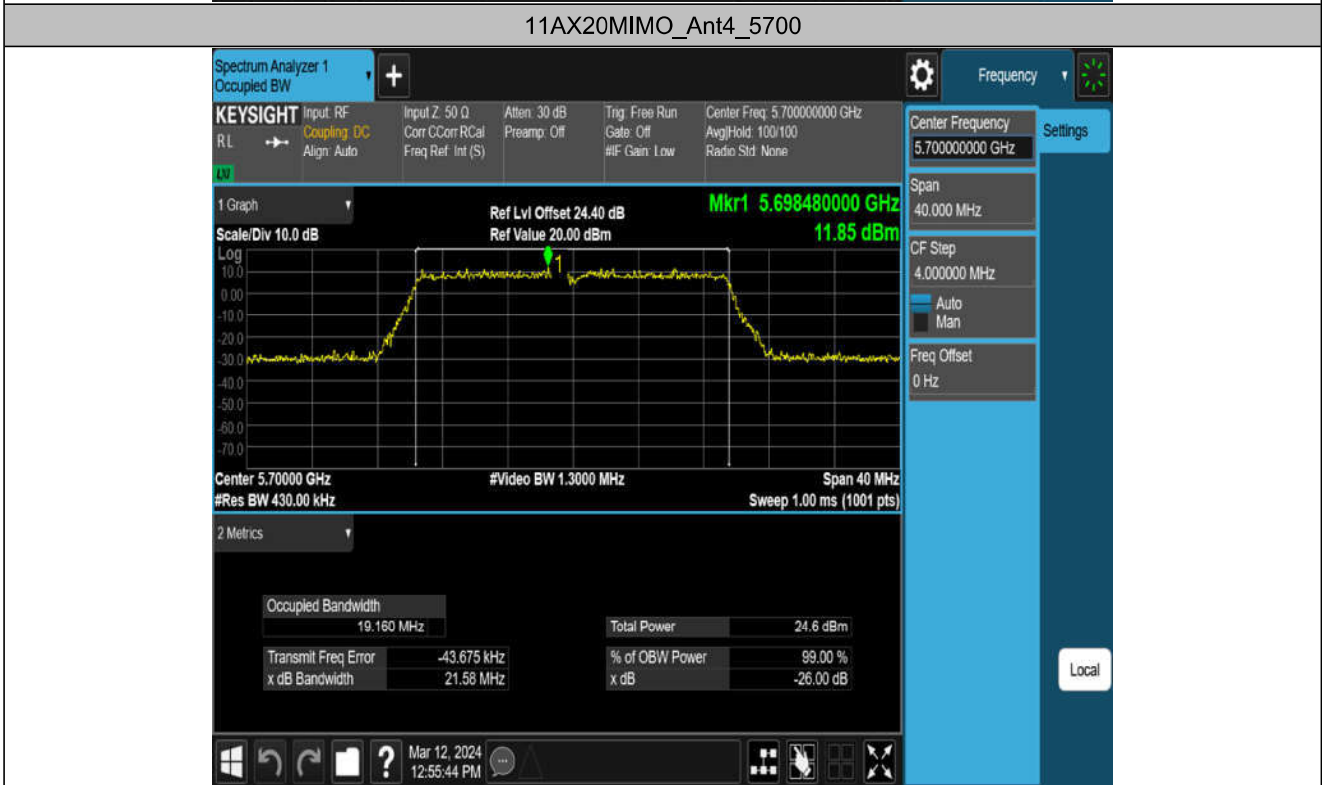 11AX20MIMO_Ant4_5700
Spectrum Analyzer 1
Occupied BW
+
Frequency
KEYSIGHT
RL
Input: RF
Coupling: DC
Align: Auto
Input Z: 50 Ω
Corr CCorr RCal
Freq Ref: Int (S)
Atten: 30 dB
Preamp: Off
Trig: Free Run
Gate: Off
#IF Gain: Low
Center Freq: 5.700000000 GHz
Avg|Hold: 100/100
Radio Std: None
Center Frequency
5.700000000 GHz
Settings
Span
40.000 MHz
CF Step
4.000000 MHz
Auto
Man
Freq Offset
0 Hz
1 Graph
Scale/Div 10.0 dB
Ref Lvl Offset 24.40 dB
Ref Value 20.00 dBm
Mkr1 5.698480000 GHz
11.85 dBm
Log
10.0
0.00
-10.0
-20.0
-30.0
-40.0
-50.0
-60.0
-70.0
1
Center 5.70000 GHz
#Video BW 1.3000 MHz
Span 40 MHz
#Res BW 430.00 kHz
Sweep 1.00 ms (1001 pts)
2 Metrics
Occupied Bandwidth
19.160 MHz
Total Power 24.6 dBm
Transmit Freq Error -43.675 kHz
% of OBW Power 99.00 %
x dB Bandwidth 21.58 MHz
x dB -26.00 dB
Local
?
Mar 12, 2024
12:55:44 PM